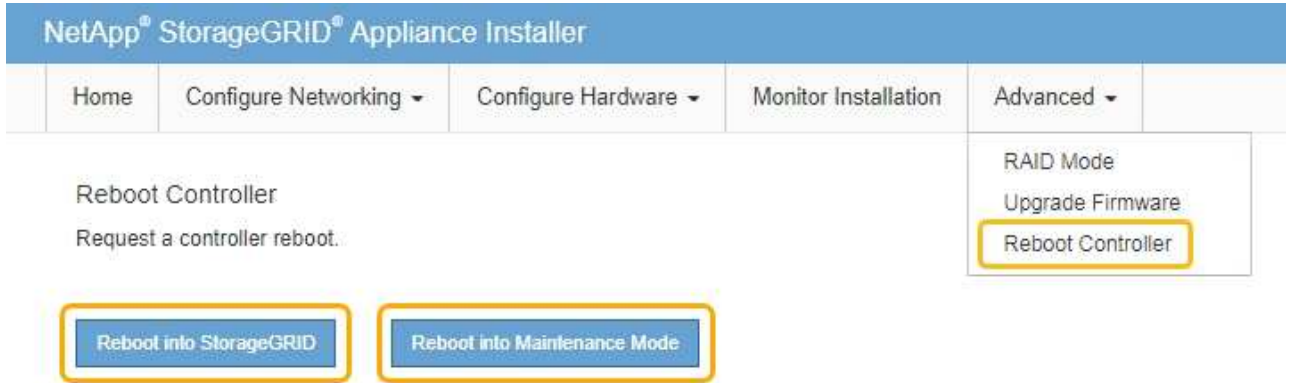 NetApp® StorageGRID® Appliance Installer
Home Configure Networking Configure Hardware Monitor Installation Advanced
RAID Mode
Upgrade Firmware
Reboot Controller
Reboot Controller
Request a controller reboot.
Reboot into StorageGRID Reboot into Maintenance Mode